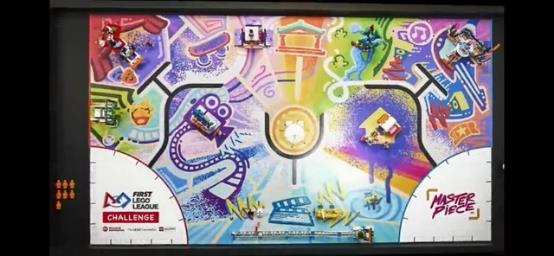 FIRST
LEGO
LEAGUE
CHALLENGE
MASTER
PIECE